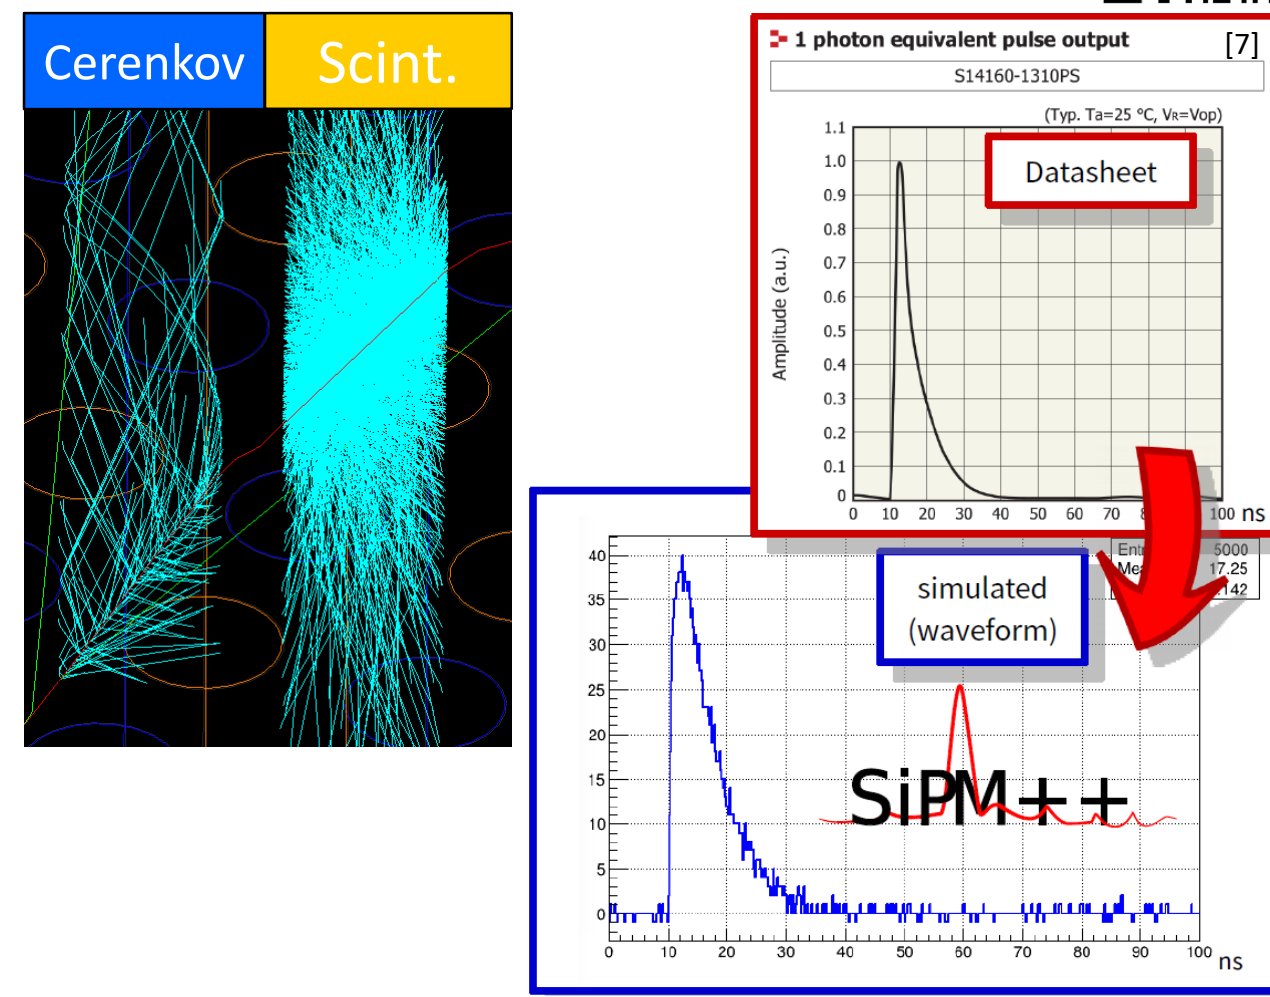 Cerenkov
Scint.
1 photon equivalent pulse output
[7]
S14160-1310PS
(Typ. Ta=25 °C, VR=Vop)
Datasheet
Amplitude (a.u.)
1.1
1.0
0.9
0.8
0.7
0.6
0.5
0.4
0.3
0.2
0.1
0
0 10 20 30 40 50 60 70 100 ns
5000
17.25
simulated
(waveform)
SiPM++
40
35
30
25
20
15
10
5
0
0 10 20 30 40 50 60 70 80 90 100 ns